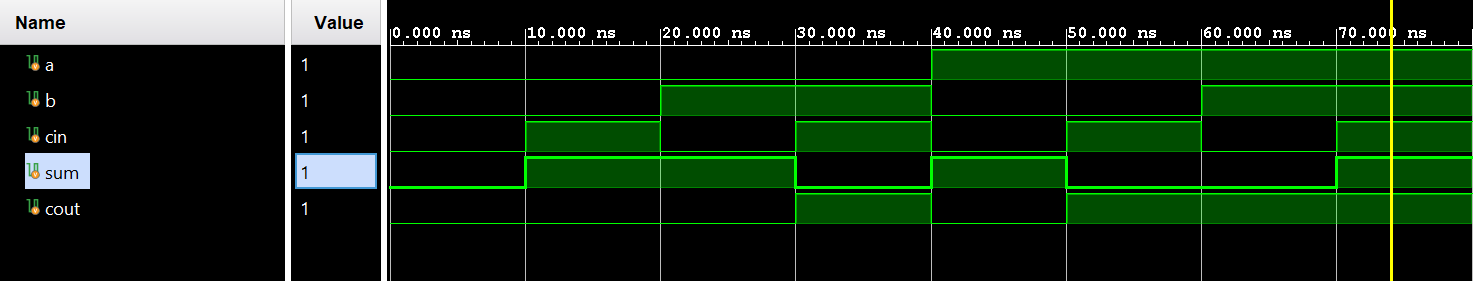 Name Value 0.000 ns 10.000 ns 20.000 ns 30.000 ns 40.000 ns 50.000 ns 60.000 ns 70.000 ns
a 1
b 1
cin 1
sum 1
cout 1